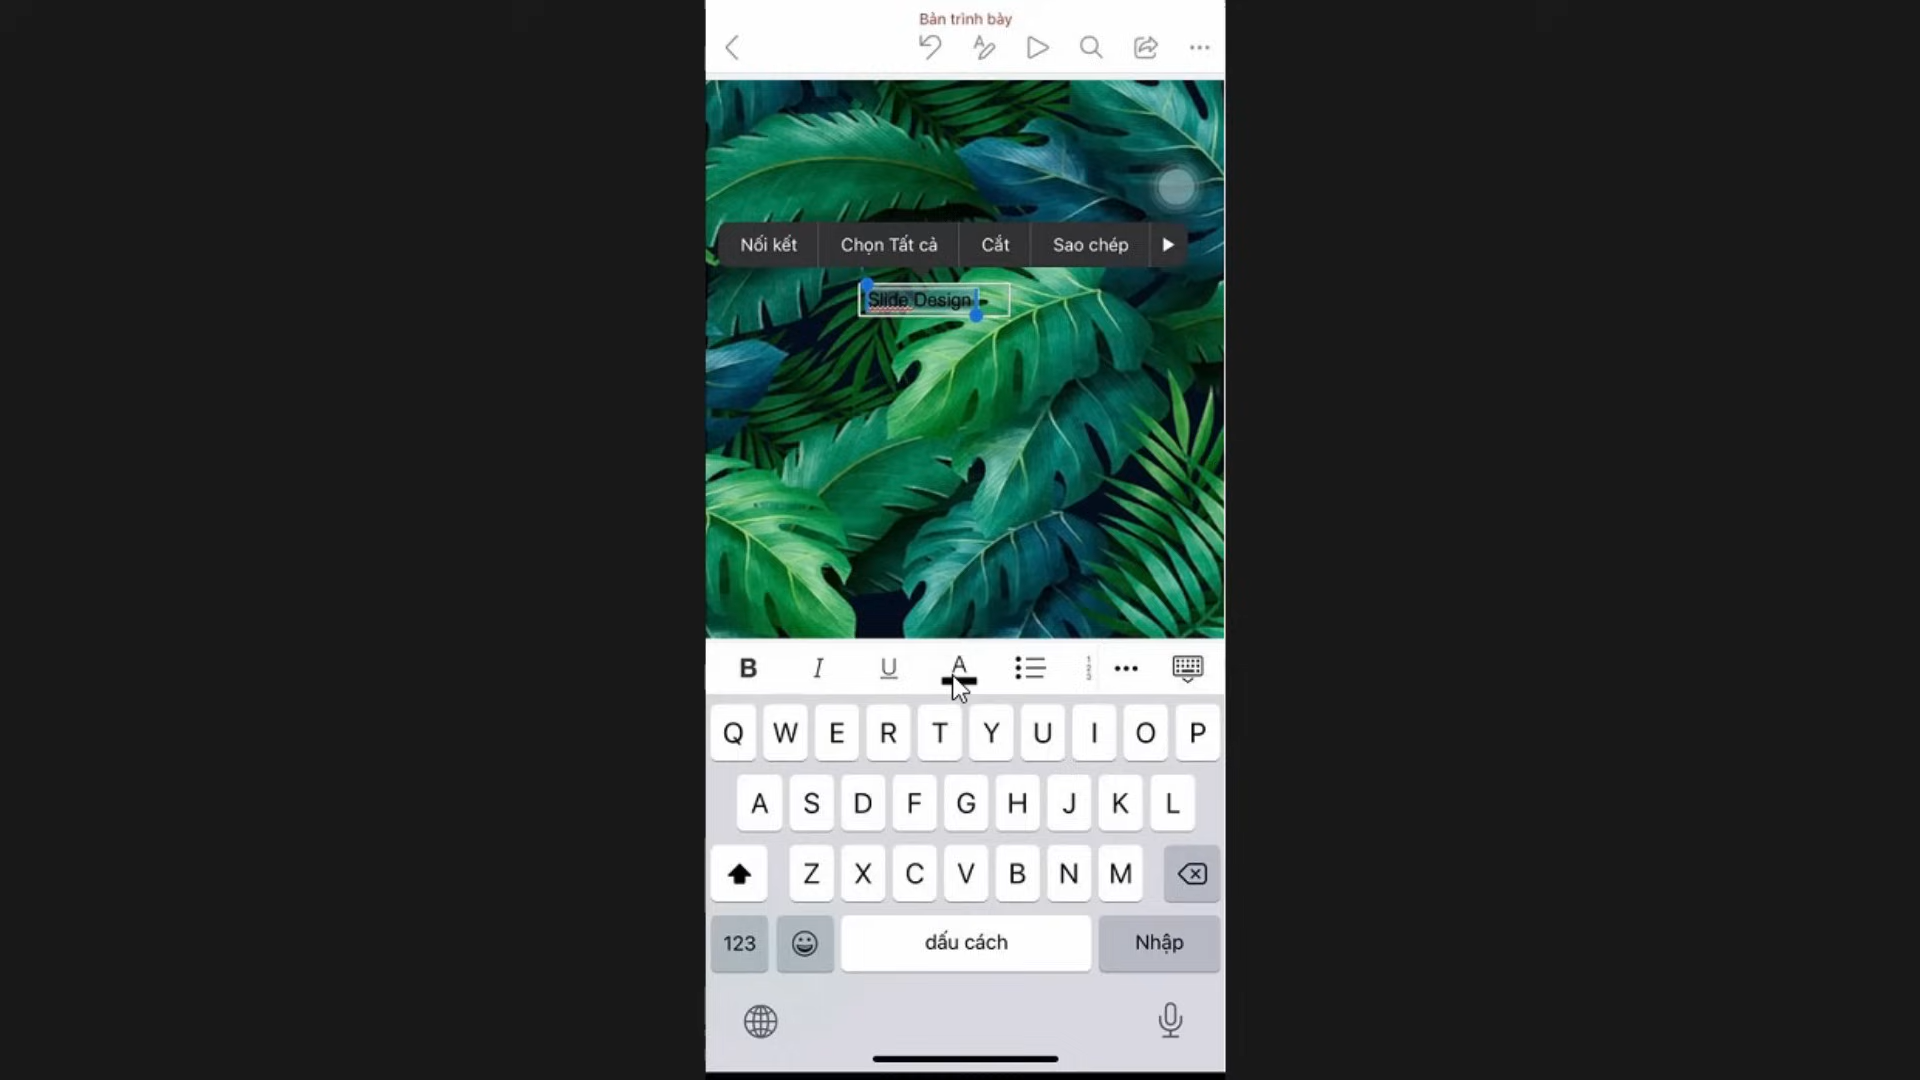 Bản trình bày
Nối kết Chọn Tất cả Cắt Sao chép
Slide Design
B I U A
Q W E R T Y U I O P
A S D F G H J K L
Z X C V B N M
123 dấu cách Nhập